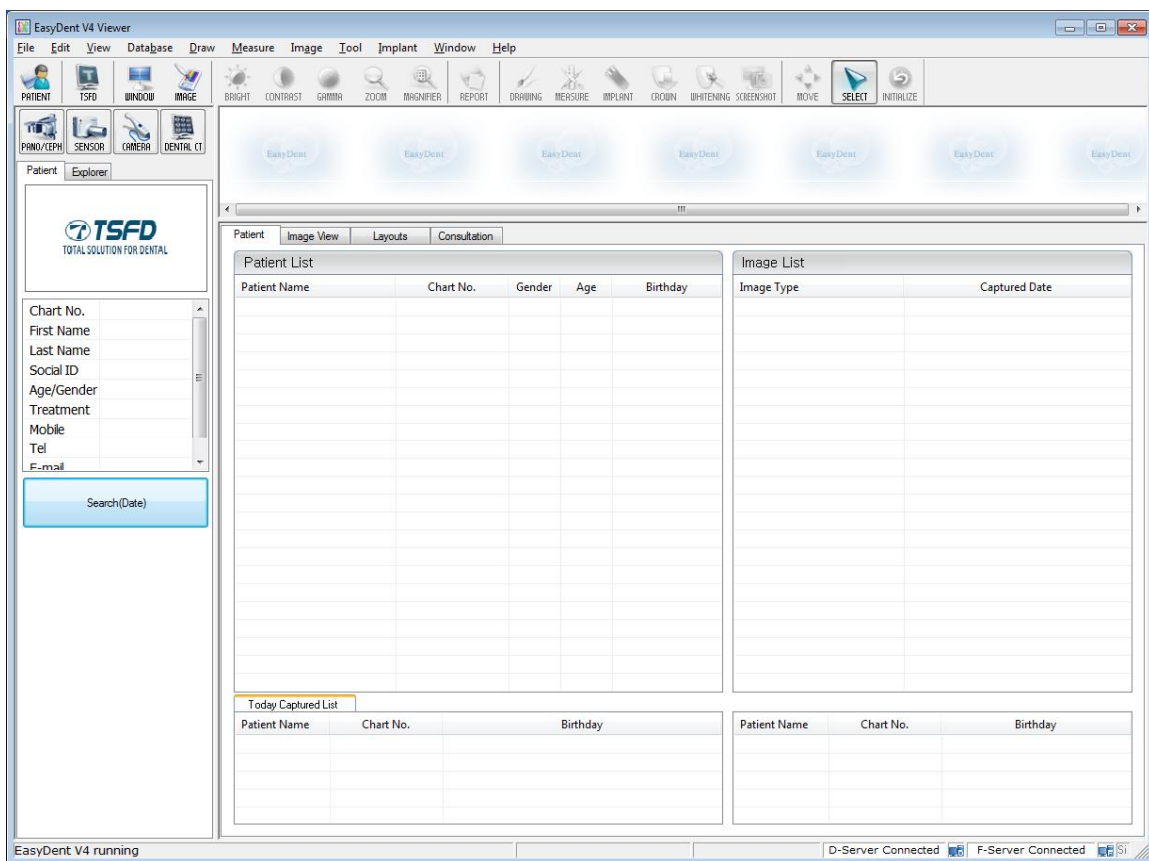 EasyDent V4 Viewer
File Edit View Database Draw Measure Image Tool Implant Window Help
PATIENT TSFD WINDOW IMAGE BRIGHT CONTRAST GAMMA ZOOM MAGNIFIER REPORT DRAWING MEASURE IMPLANT CROWN WHITENING SCREENSHOT MOVE SELECT INITIALIZE
PANO/CEPH SENSOR CAMERA DENTAL CT
EasyDent EasyDent EasyDent EasyDent EasyDent EasyDent EasyDent
Patient Explorer
TSFD
TOTAL SOLUTION FOR DENTAL
Chart No.
First Name
Last Name
Social ID
Age/Gender
Treatment
Mobile
Tel
E-mail
Search(Date)
Patient Image View Layouts Consultation
Patient List
Patient Name Chart No. Gender Age Birthday
Image List
Image Type Captured Date
Today Captured List
Patient Name Chart No. Birthday
Patient Name Chart No. Birthday
EasyDent V4 running
D-Server Connected F-Server Connected Si